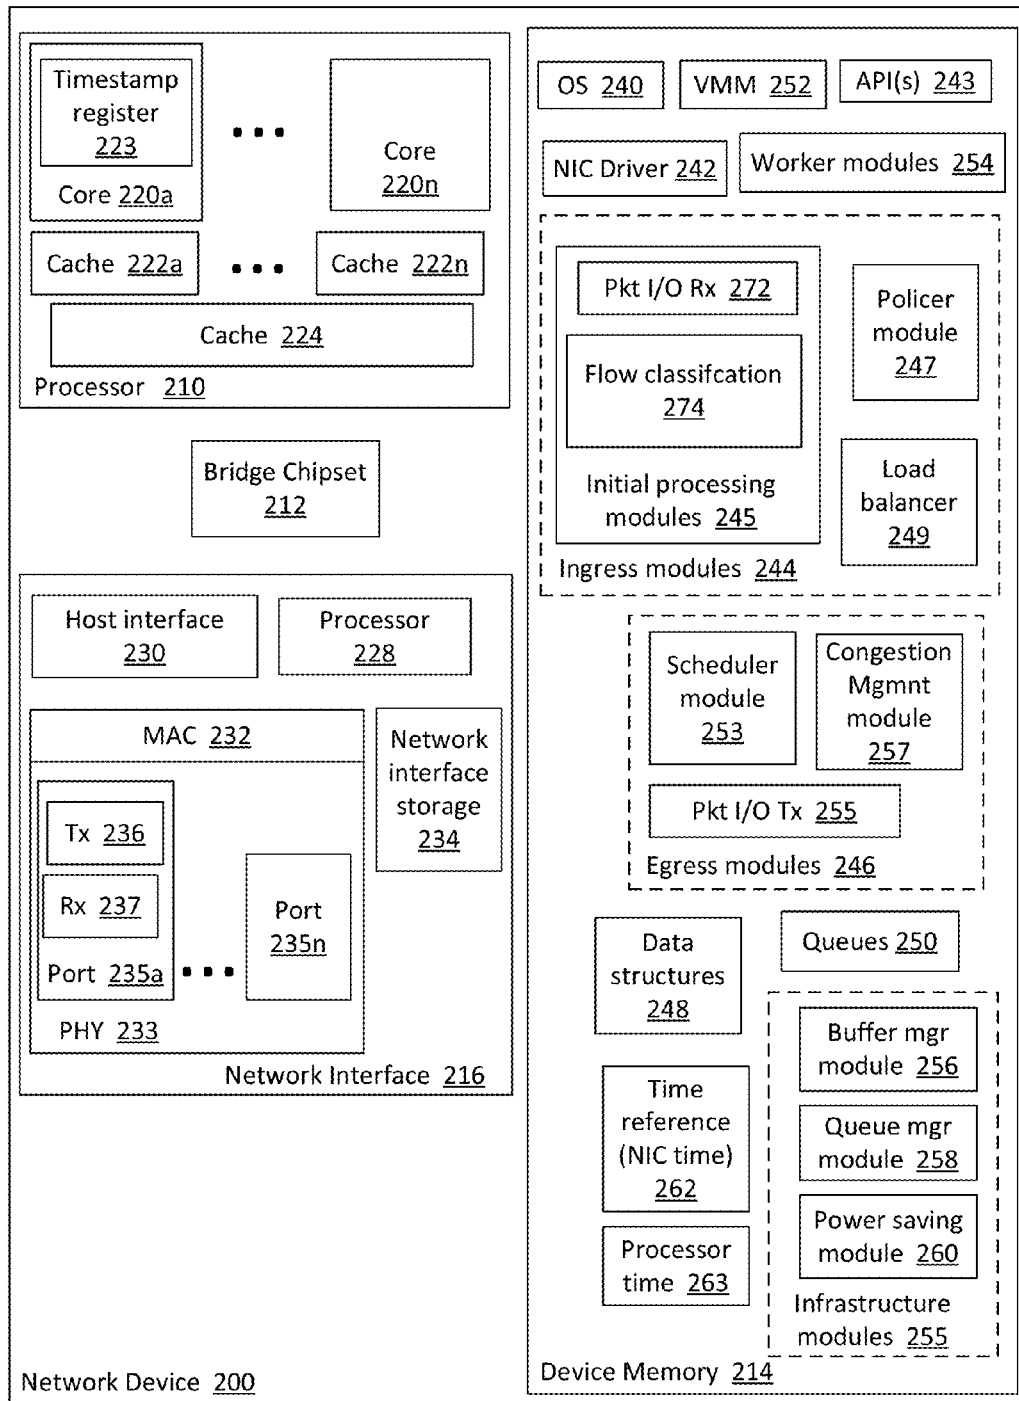 Timestamp
register
223
Core 220a
Core
220n
Cache 222a
Cache 222n
Cache 224
Processor 210
Bridge Chipset
212
Host interface
230
Processor
228
MAC 232
Network
interface
storage
234
Tx 236
Rx 237
Port 235a
Port
235n
PHY 233
Network Interface 216
Network Device 200
OS 240
VMM 252
API(s) 243
NIC Driver 242
Worker modules 254
Pkt I/O Rx 272
Flow classifcation
274
Initial processing
modules 245
Policer
module
247
Load
balancer
249
Ingress modules 244
Scheduler
module
253
Congestion
Mgmnt
module
257
Pkt I/O Tx 255
Egress modules 246
Data
structures
248
Queues 250
Time
reference
(NIC time)
262
Processor
time 263
Buffer mgr
module 256
Queue mgr
module 258
Power saving
module 260
Infrastructure
modules 255
Device Memory 214